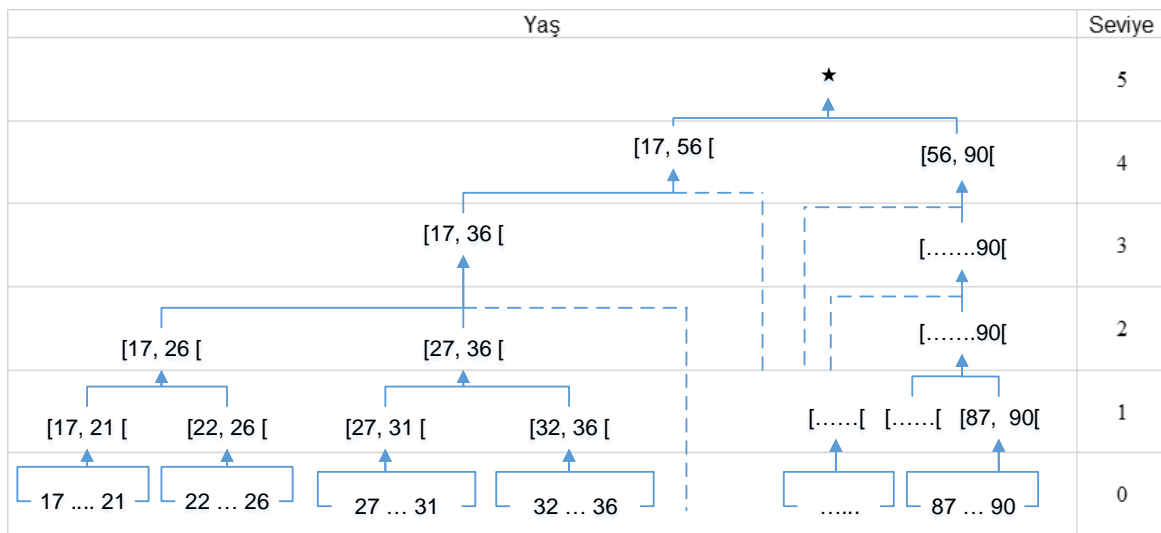 Yaş Seviye
★ 5
[17, 56 [ [56, 90[ 4
[17, 36 [ [.......90[ 3
[17, 26 [ [27, 36 [ [.......90[ 2
[17, 21 [ [22, 26 [ [27, 31 [ [32, 36 [ [......[ [......[ [87, 90[ 1
17 .... 21 22 ... 26 27 ... 31 32 ... 36 ...... 87 ... 90 0